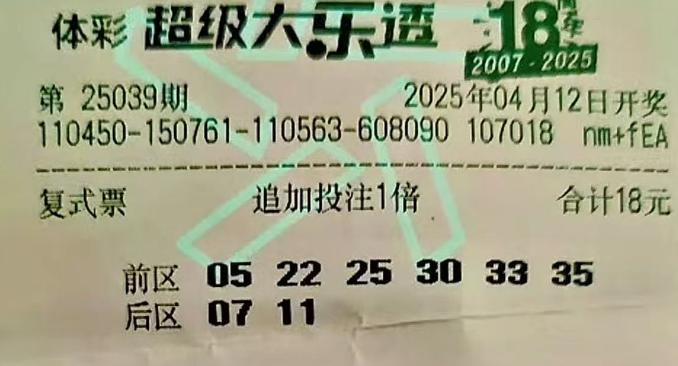 体彩 超级大乐透 18周年
2007-2025
第 25039期 2025年04月12日开奖
110450-150761-110563-608090 107018 nm+fEA
复式票 追加投注1倍 合计18元
前区 05 22 25 30 33 35
后区 07 11